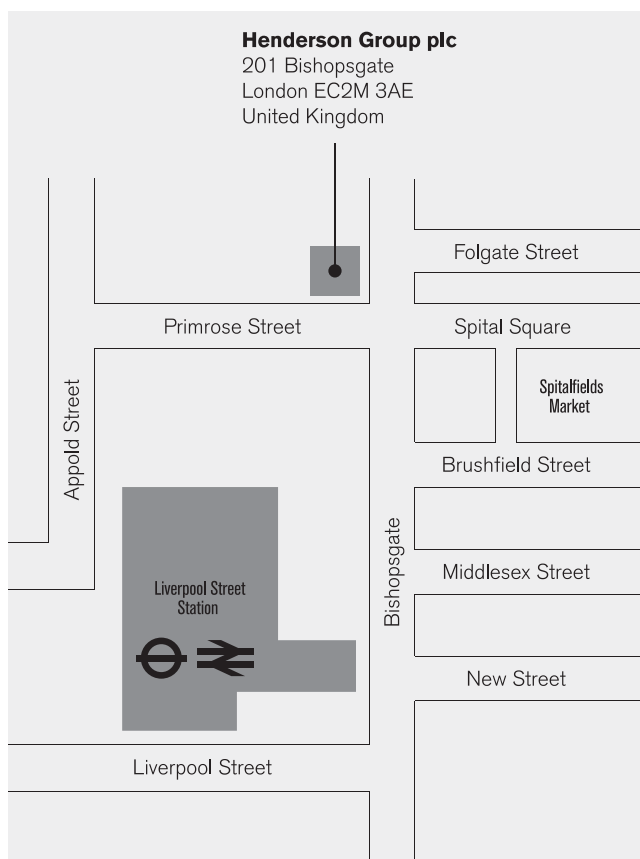 Henderson Group plc
201 Bishopsgate
London EC2M 3AE
United Kingdom
Folgate Street
Primrose Street
Spital Square
Spitalfields
Market
Appold Street
Brushfield Street
Bishopsgate
Liverpool Street
Station
Middlesex Street
New Street
Liverpool Street